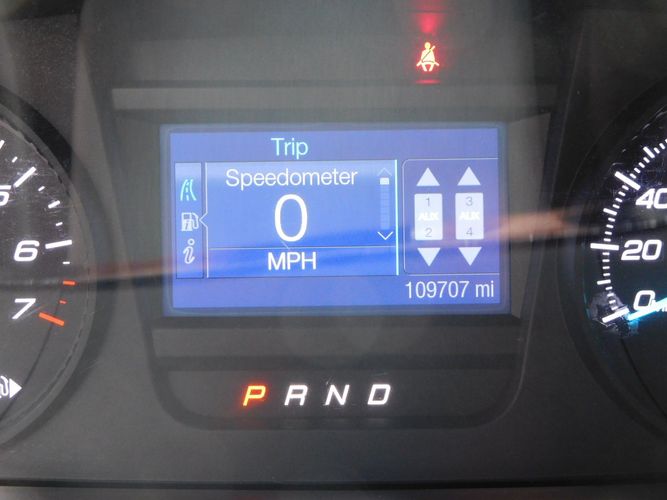 Trip
Speedometer
0
MPH
i
1 AUX 2
3 AUX 4
109707 mi
P R N D
5
6
7
40
20
0